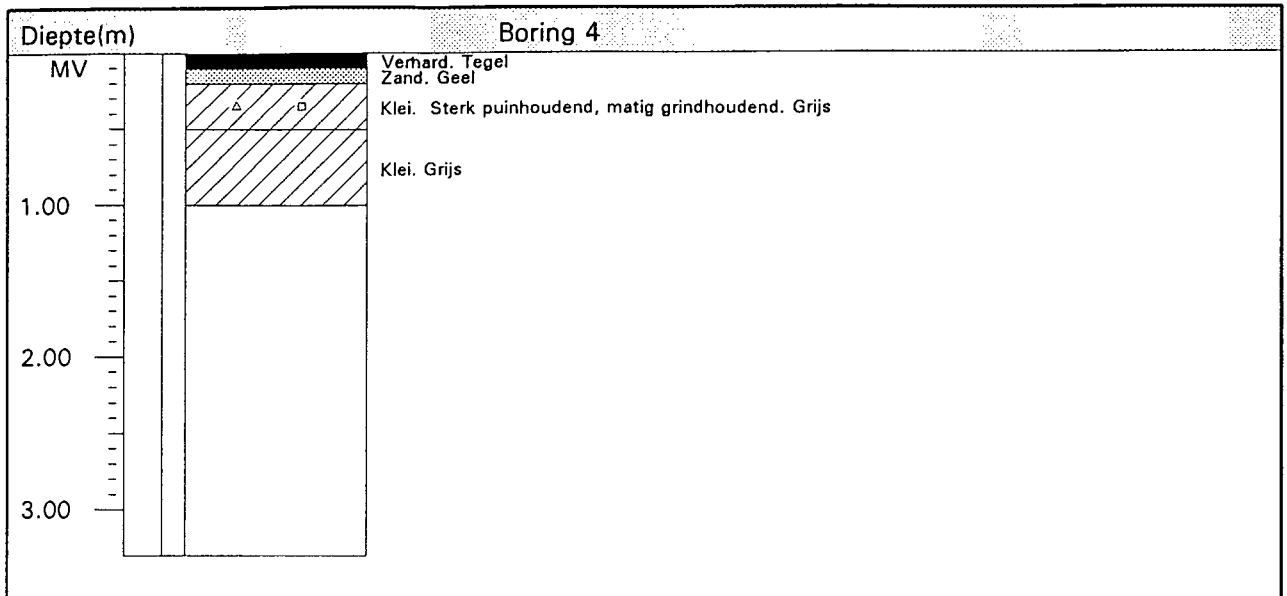 Diepte(m) Boring 4
MV
Verhard. Tegel
Zand. Geel
Klei. Sterk puinhoudend, matig grindhoudend. Grijs
Klei. Grijs
1.00
2.00
3.00